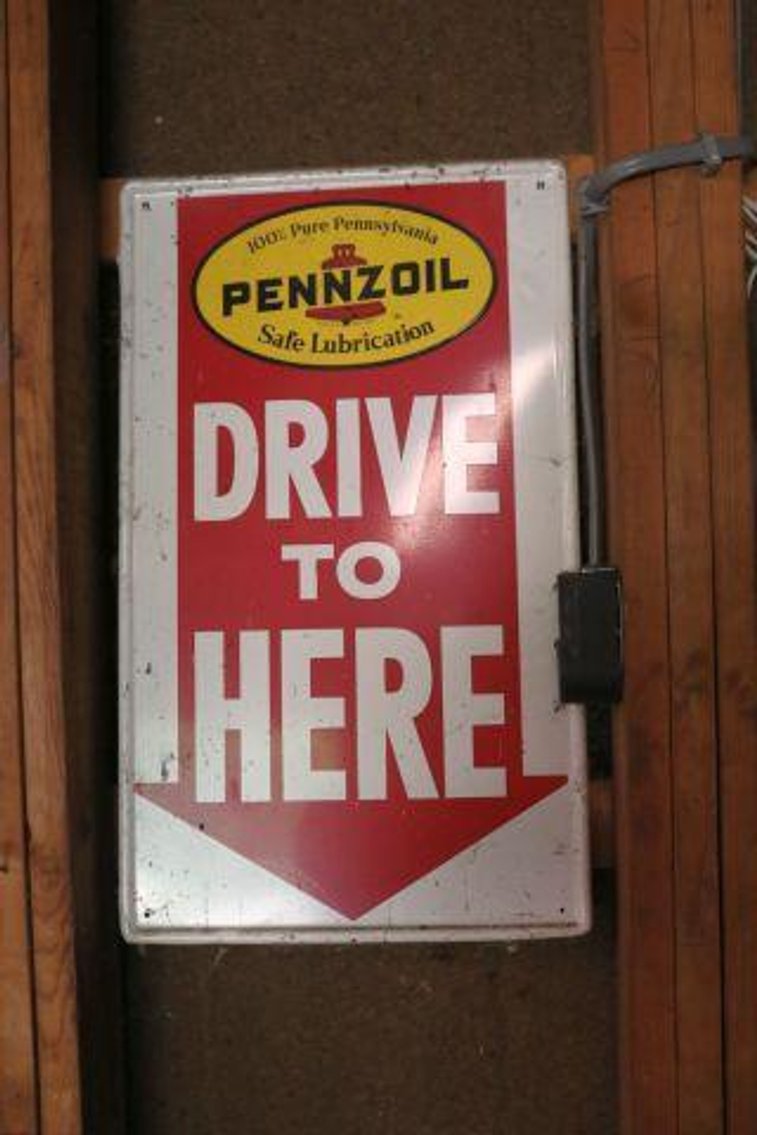 100% Pure Pennsylvania
PENNZOIL
Safe Lubrication
DRIVE
TO
HERE